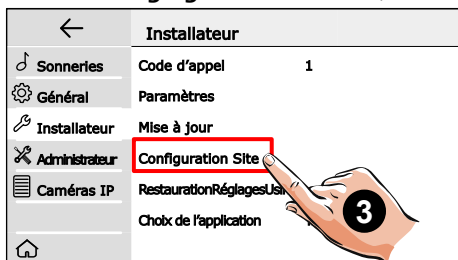 Installateur
Sonneries
Code d'appel 1
Général
Paramètres
Installateur
Mise à jour
Administrateur
Configuration Site
Caméras IP
Choix de l'application
3